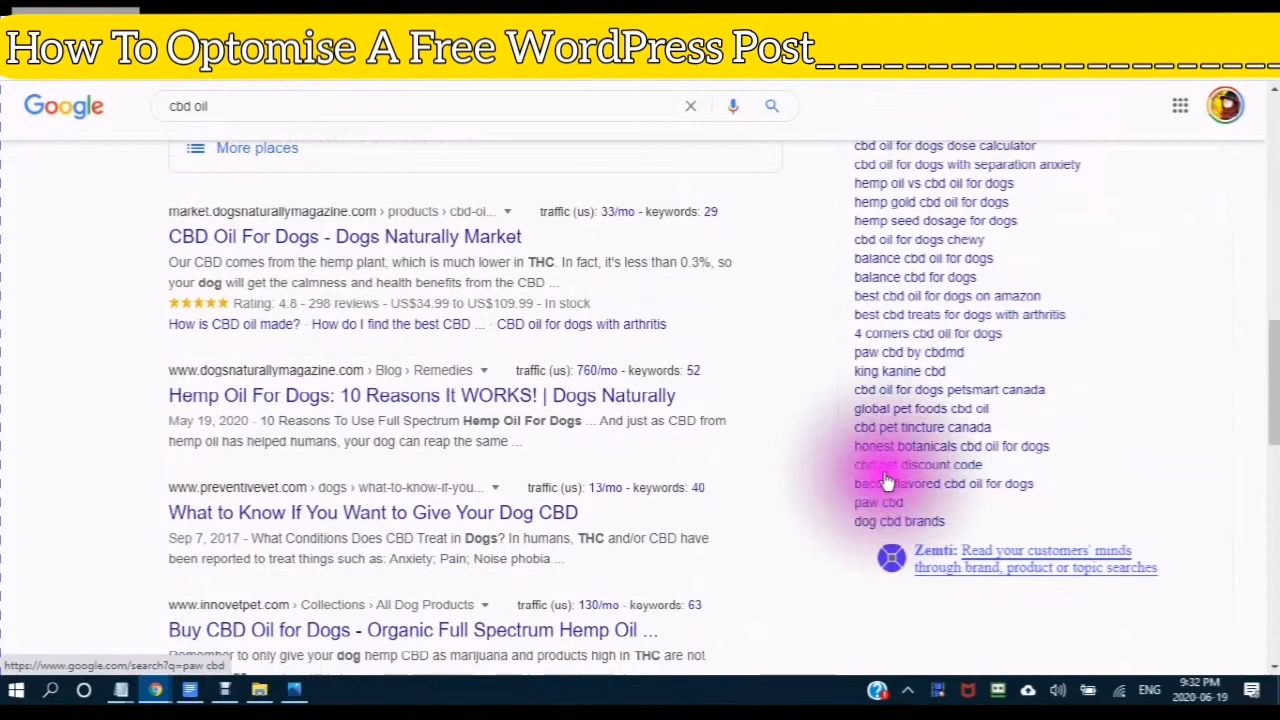 How To Optomise A Free WordPress Post_ _ _ _ _ _ _ _ _ _ _ _ _ _ _ _ _ _ _ _ _
Google
cbd oil
More places
market.dogsnaturallymagazine.com › products › cbd-oi... traffic (us): 33/mo - keywords: 29
CBD Oil For Dogs - Dogs Naturally Market
Our CBD comes from the hemp plant, which is much lower in THC. In fact, it's less than 0.3%, so
your dog will get the calmness and health benefits from the CBD ...
Rating: 4.8 - 298 reviews - US$34.99 to US$109.99 - In stock
How is CBD oil made? · How do I find the best CBD ... · CBD oil for dogs with arthritis
www.dogsnaturallymagazine.com › Blog › Remedies traffic (us): 760/mo - keywords: 52
Hemp Oil For Dogs: 10 Reasons It WORKS! | Dogs Naturally
May 19, 2020 - 10 Reasons To Use Full Spectrum Hemp Oil For Dogs ... And just as CBD from
hemp oil has helped humans, your dog can reap the same ...
www.preventivevet.com › dogs › what-to-know-if-you... traffic (us): 13/mo - keywords: 40
What to Know If You Want to Give Your Dog CBD
Sep 7, 2017 - What Conditions Does CBD Treat in Dogs? In humans, THC and/or CBD have
been reported to treat things such as: Anxiety; Pain; Noise phobia ...
www.innovetpet.com › Collections › All Dog Products traffic (us): 130/mo - keywords: 63
Buy CBD Oil for Dogs - Organic Full Spectrum Hemp Oil ...
Remember to only give your dog hemp CBD as marijuana and products high in THC are not
cbd oil for dogs dose calculator
cbd oil for dogs with separation anxiety
hemp oil vs cbd oil for dogs
hemp gold cbd oil for dogs
hemp seed dosage for dogs
cbd oil for dogs chewy
balance cbd oil for dogs
balance cbd for dogs
best cbd oil for dogs on amazon
best cbd treats for dogs with arthritis
4 corners cbd oil for dogs
paw cbd by cbdmd
king kanine cbd
cbd oil for dogs petsmart canada
global pet foods cbd oil
cbd pet tincture canada
honest botanicals cbd oil for dogs
cbd pet discount code
bacon flavored cbd oil for dogs
paw cbd
dog cbd brands
Zemti: Read your customers' minds
through brand, product or topic searches
https://www.google.com/search?q=paw cbd
ENG
9:32 PM
2020-06-19